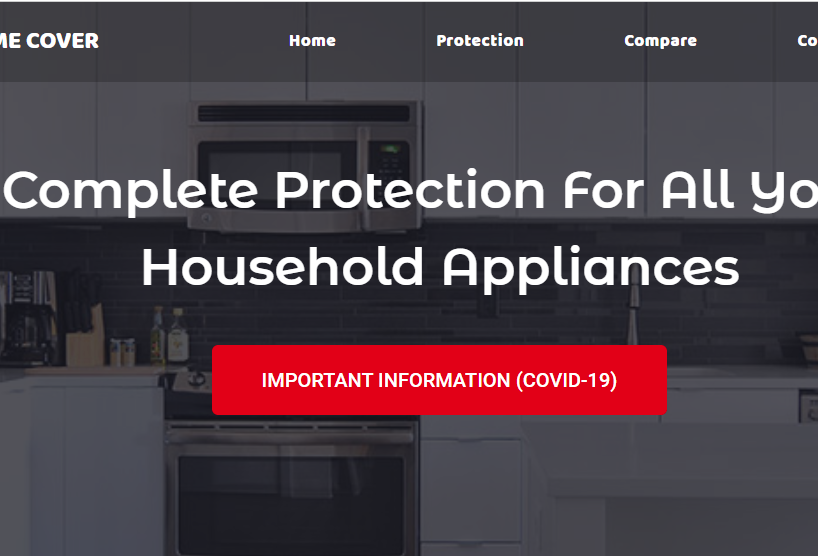 ME COVER
Home
Protection
Compare
Co
Complete Protection For All Yo
Household Appliances
IMPORTANT INFORMATION (COVID-19)